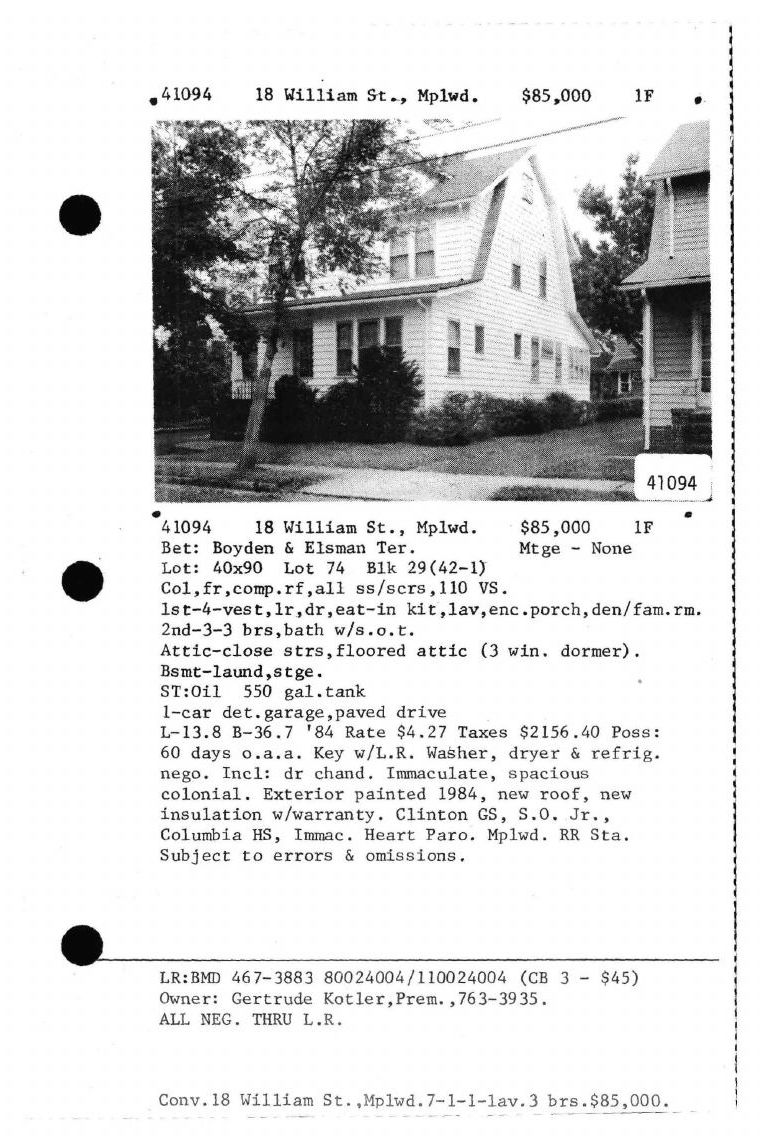 41094 18 William St., Mplwd. $85,000 1F
41094
41094 18 William St., Mplwd. $85,000 1F
Bet: Boyden & Elsman Ter. Mtge - None
Lot: 40x90 Lot 74 Blk 29(42-1)
Col,fr,comp.rf,all ss/scrs,110 VS.
1st-4-vest,lr,dr,eat-in kit,lav,enc.porch,den/fam.rm.
2nd-3-3 brs,bath w/s.o.t.
Attic-close strs,floored attic (3 win. dormer).
Bsmt-laund,stge.
ST:Oil 550 gal.tank
1-car det.garage,paved drive
L-13.8 B-36.7 '84 Rate $4.27 Taxes $2156.40 Poss:
60 days o.a.a. Key w/L.R. Washer, dryer & refrig.
nego. Incl: dr chand. Immaculate, spacious
colonial. Exterior painted 1984, new roof, new
insulation w/warranty. Clinton GS, S.O. Jr.,
Columbia HS, Immac. Heart Paro. Mplwd. RR Sta.
Subject to errors & omissions.
LR:BMD 467-3883 80024004/110024004 (CB 3 - $45)
Owner: Gertrude Kotler,Prem.,763-3935.
ALL NEG. THRU L.R.
Conv.18 William St.,Mplwd.7-1-1-lav.3 brs.$85,000.